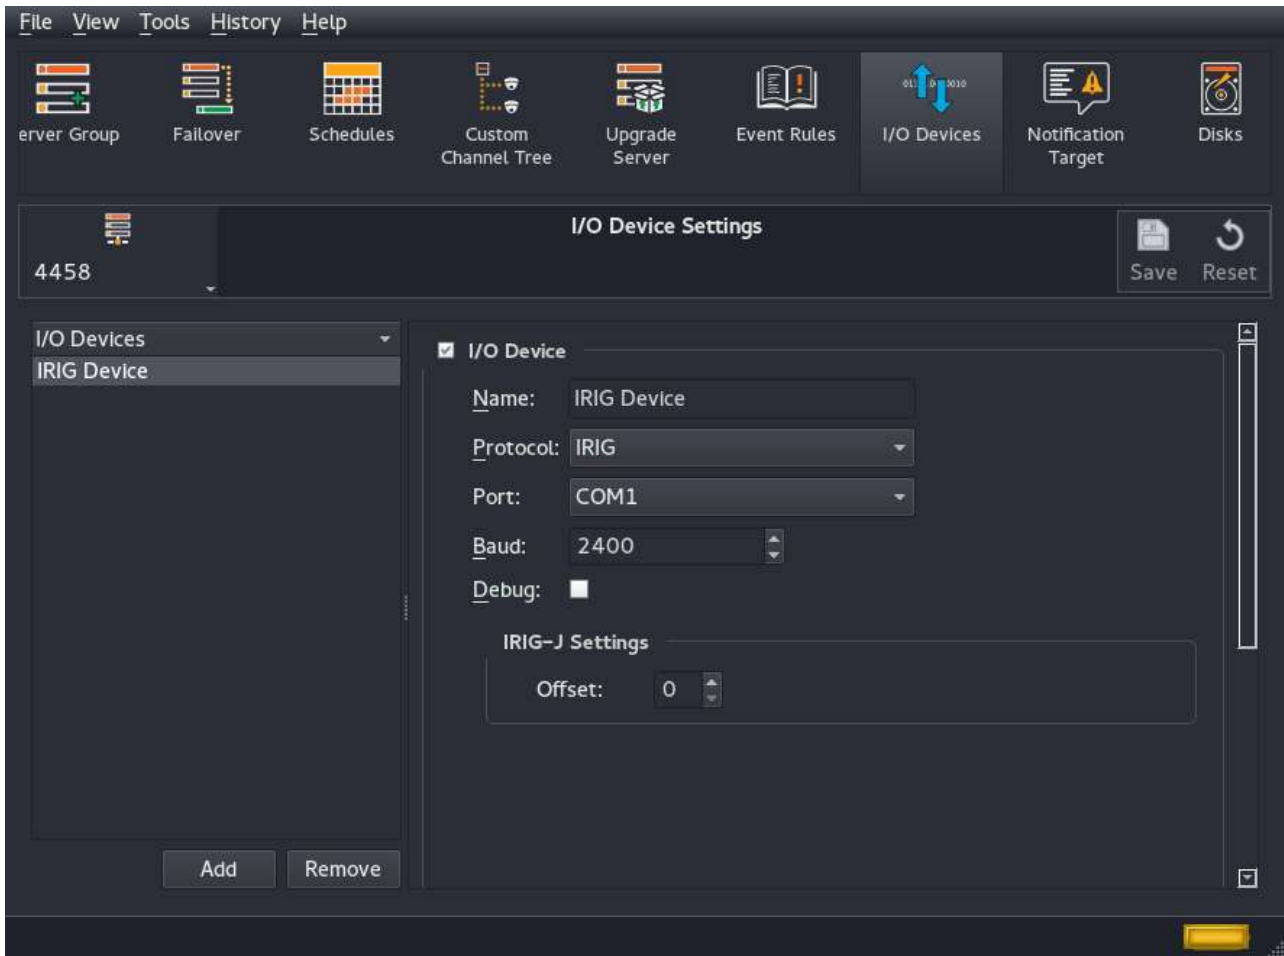 File View Tools History Help
erver Group
Failover
Schedules
Custom
Channel Tree
Upgrade
Server
Event Rules
I/O Devices
Notification
Target
Disks
I/O Device Settings
4458
Save Reset
I/O Devices
IRIG Device
I/O Device
Name: IRIG Device
Protocol: IRIG
Port: COM1
Baud: 2400
Debug:
IRIG-J Settings
Offset: 0
Add Remove